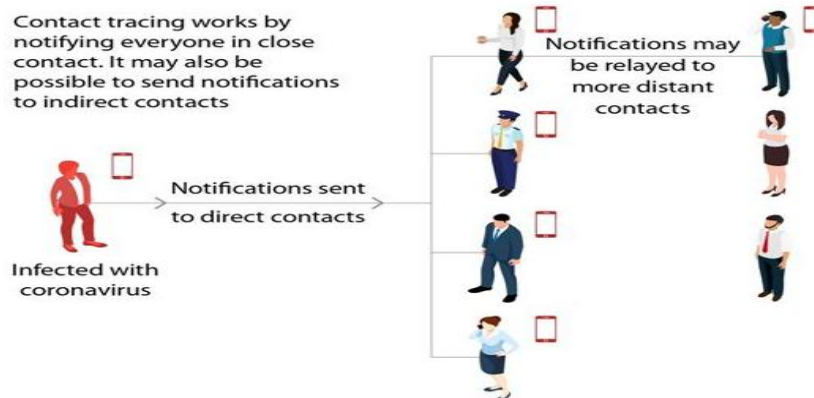 Contact tracing works by
notifying everyone in close
contact. It may also be
possible to send notifications
to indirect contacts
Notifications may
be relayed to
more distant
contacts
Notifications sent
to direct contacts
Infected with
coronavirus